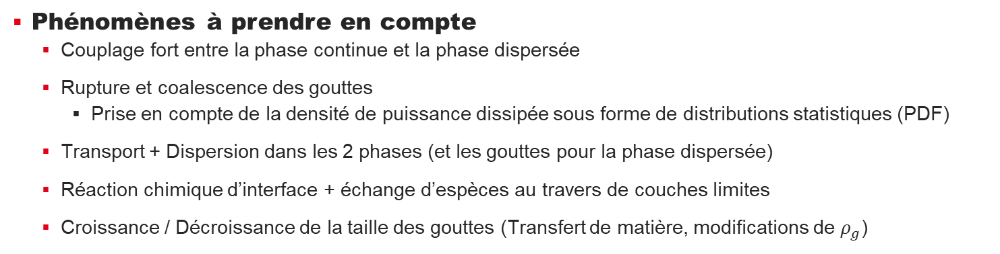 ▪ Phénomènes à prendre en compte
▪ Couplage fort entre la phase continue et la phase dispersée
▪ Rupture et coalescence des gouttes
▪ Prise en compte de la densité de puissance dissipée sous forme de distributions statistiques (PDF)
▪ Transport + Dispersion dans les 2 phases (et les gouttes pour la phase dispersée)
▪ Réaction chimique d’interface + échange d’espèces au travers de couches limites
▪ Croissance / Décroissance de la taille des gouttes (Transfert de matière, modifications de ρ_g)